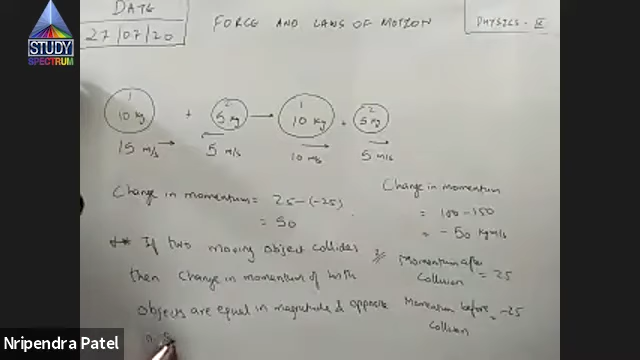 DATE
27/07/20
FORCE AND LAWS OF MOTION
PHYSICS - IX
STUDY
SPECTRUM
1
10 kg
+
2
5 kg
→
1
10 kg
+
2
5 kg
15 m/s →
← 5 m/s
→ 10 m/s
→ 5 m/s
Change in momentum = 25-(-25)
= 50
Change in momentum
= 100 - 150
= - 50 kgm/s
If two moving object collides
then change in momentum of both
objects are equal in magnitude & opposite
Momentum after
collision = 25
Momentum before
collision = -25
Nripendra Patel